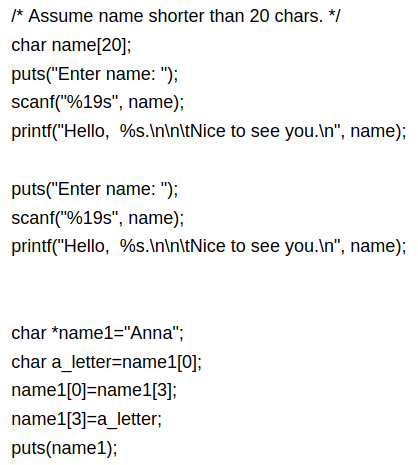 /* Assume name shorter than 20 chars. */
char name[20];
puts("Enter name: ");
scanf("%19s", name);
printf("Hello,  %s.\n\n\tNice to see you.\n", name);
puts("Enter name: ");
scanf("%19s", name);
printf("Hello,  %s.\n\n\tNice to see you.\n", name);
char *name1="Anna";
char a_letter=name1[0];
name1[0]=name1[3];
name1[3]=a_letter;
puts(name1);